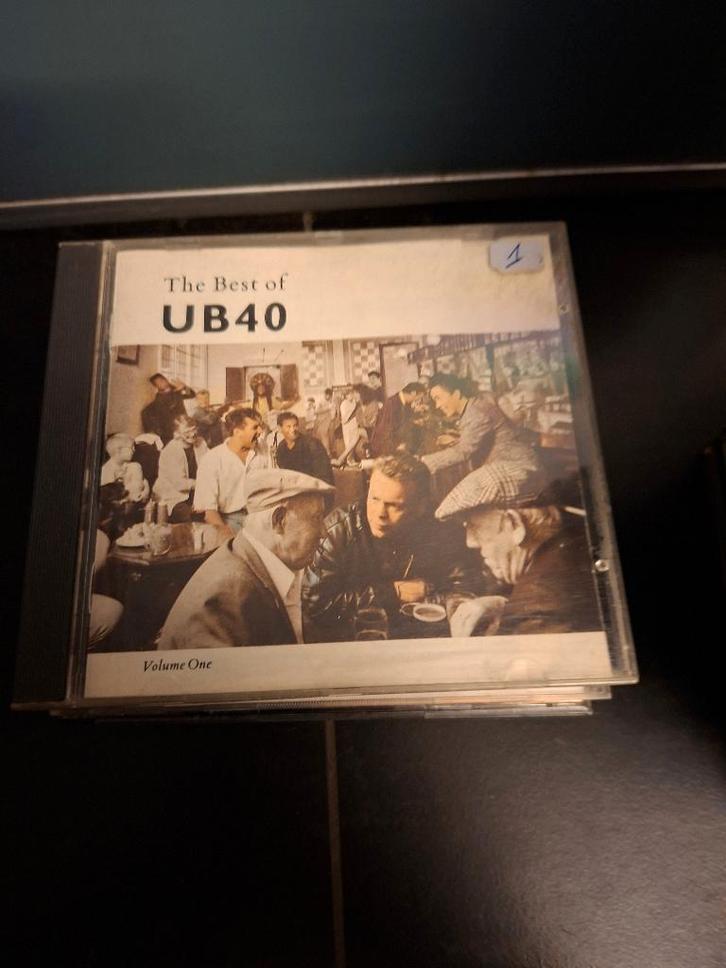 The Best of
UB40
1
Volume One